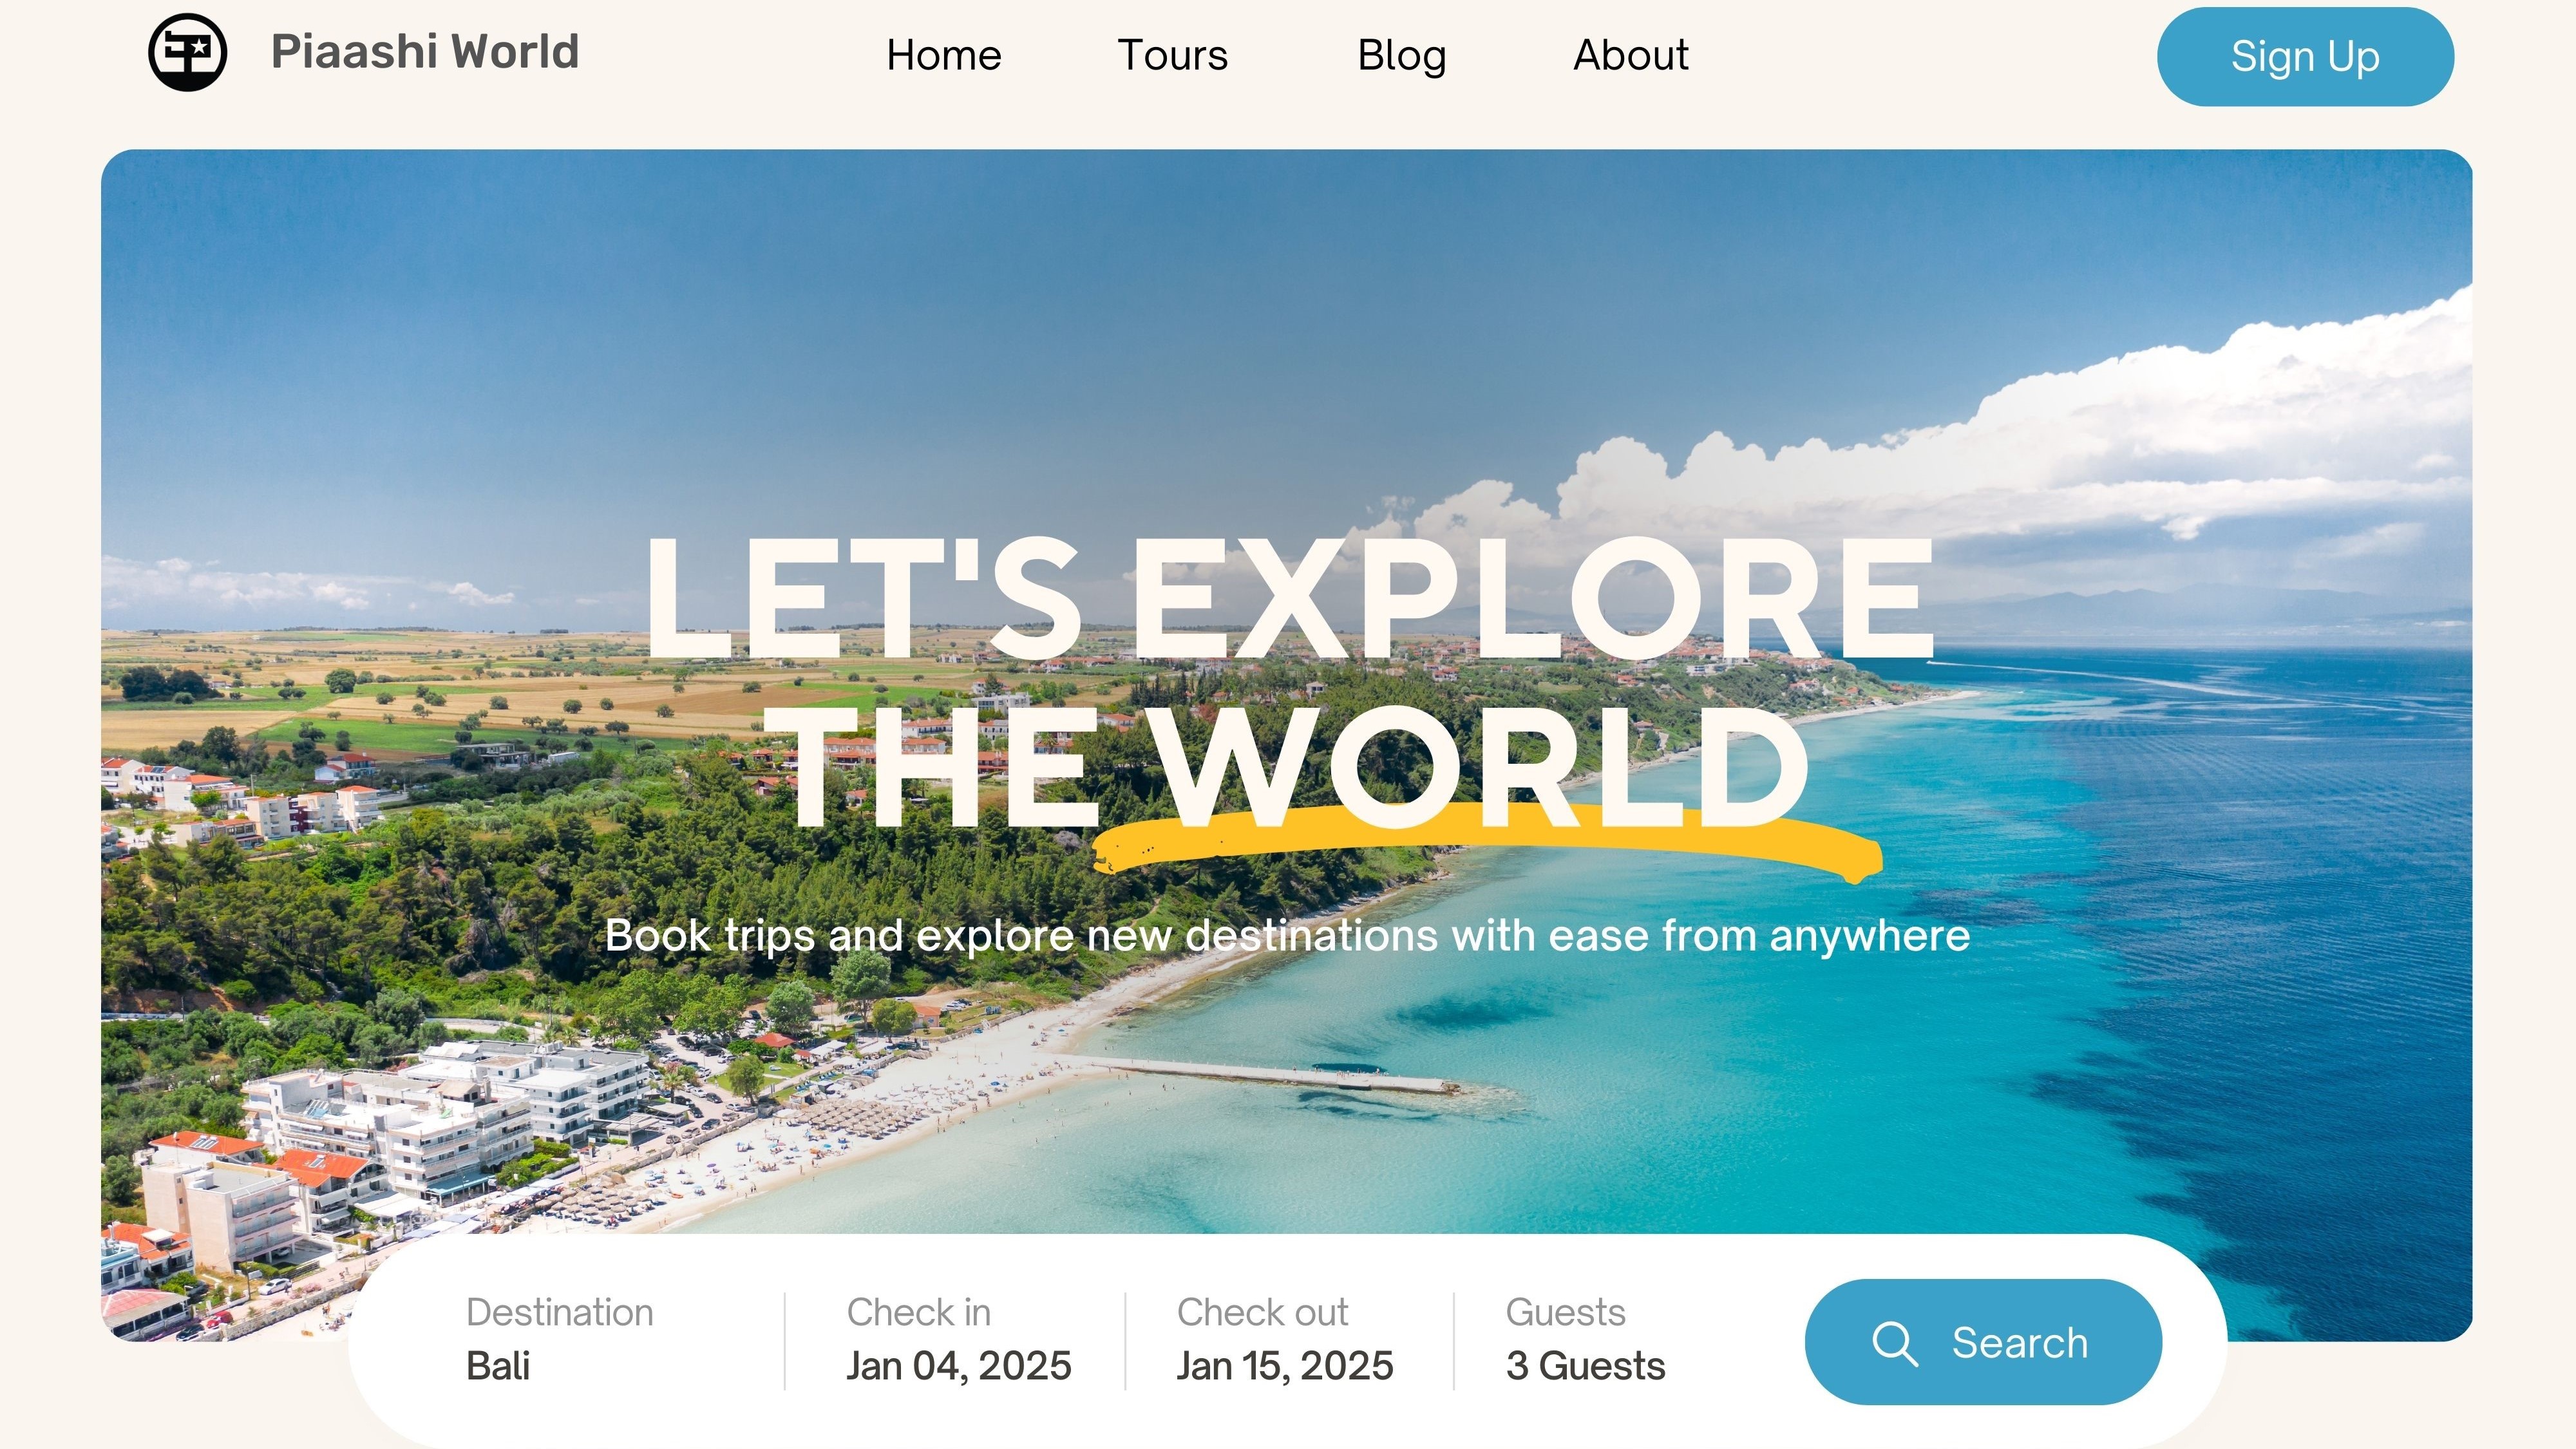 Piaashi World
Home
Tours
Blog
About
Sign Up
LET'S EXPLORE
THE WORLD
Book trips and explore new destinations with ease from anywhere
Destination
Bali
Check in
Jan 04, 2025
Check out
Jan 15, 2025
Guests
3 Guests
Search